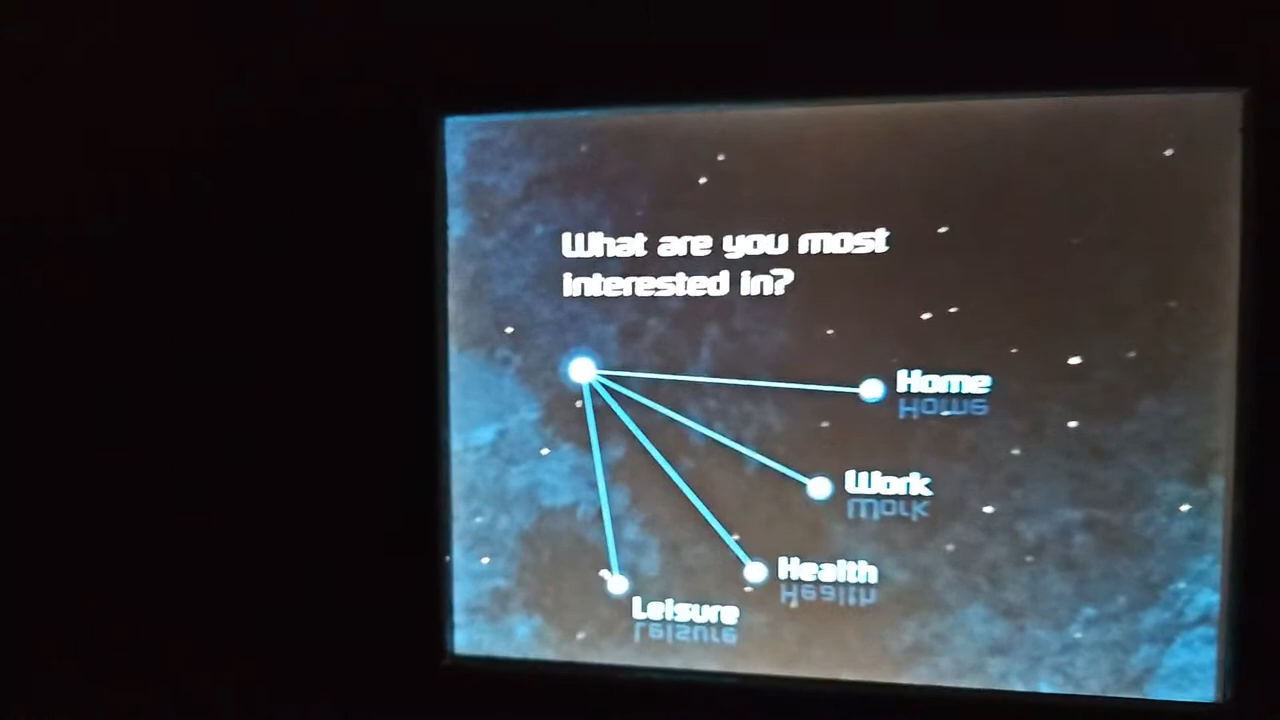 What are you most
interested in?
Home
Work
Health
Leisure